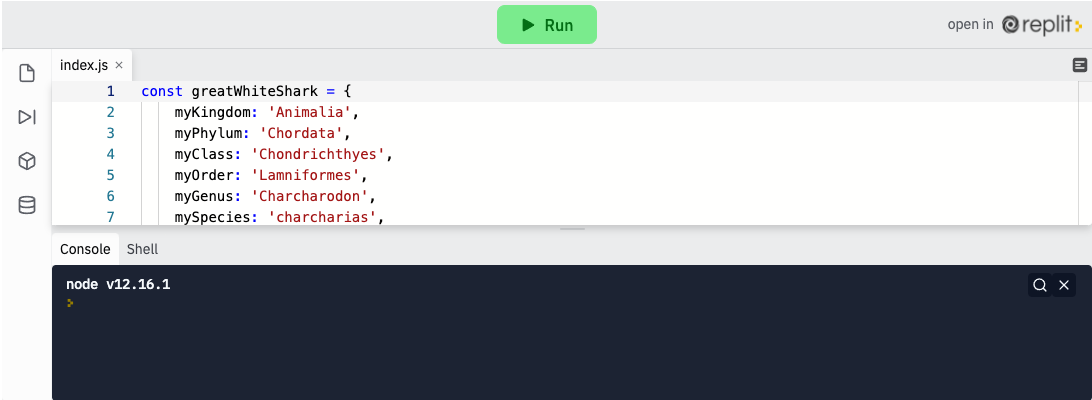 Run
open in replit
index.js ×
1 const greatWhiteShark = {
2 myKingdom: 'Animalia',
3 myPhylum: 'Chordata',
4 myClass: 'Chondrichthyes',
5 myOrder: 'Lamniformes',
6 myGenus: 'Charcharodon',
7 mySpecies: 'charcharias',
Console Shell
node v12.16.1